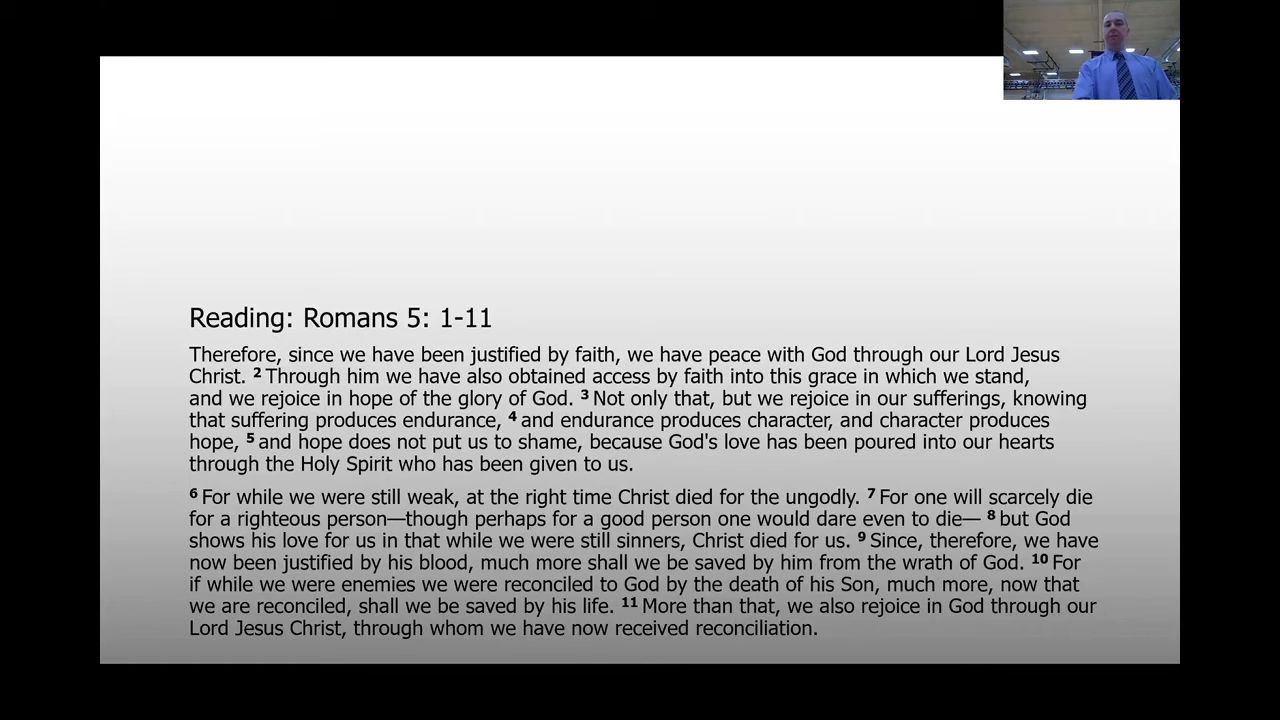 Reading: Romans 5: 1-11
Therefore, since we have been justified by faith, we have peace with God through our Lord Jesus
Christ. 2 Through him we have also obtained access by faith into this grace in which we stand,
and we rejoice in hope of the glory of God. 3 Not only that, but we rejoice in our sufferings, knowing
that suffering produces endurance, 4 and endurance produces character, and character produces
hope, 5 and hope does not put us to shame, because God's love has been poured into our hearts
through the Holy Spirit who has been given to us.
6 For while we were still weak, at the right time Christ died for the ungodly. 7 For one will scarcely die
for a righteous person—though perhaps for a good person one would dare even to die— 8 but God
shows his love for us in that while we were still sinners, Christ died for us. 9 Since, therefore, we have
now been justified by his blood, much more shall we be saved by him from the wrath of God. 10 For
if while we were enemies we were reconciled to God by the death of his Son, much more, now that
we are reconciled, shall we be saved by his life. 11 More than that, we also rejoice in God through our
Lord Jesus Christ, through whom we have now received reconciliation.